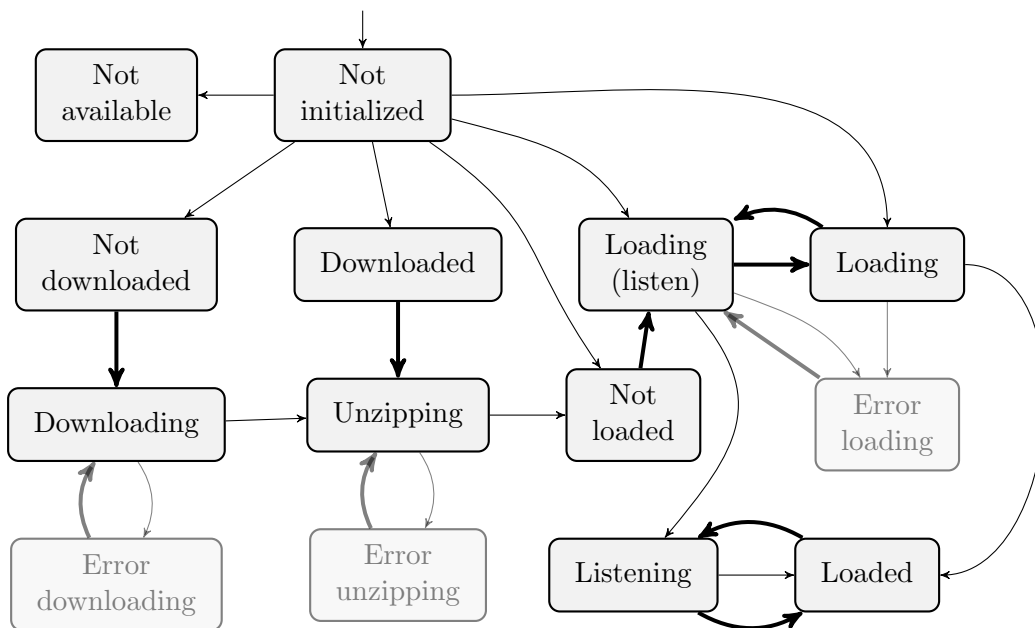 Not
available
Not
initialized
Not
downloaded
Downloaded
Loading
(listen)
Loading
Downloading
Unzipping
Not
loaded
Error
loading
Error
downloading
Error
unzipping
Listening
Loaded